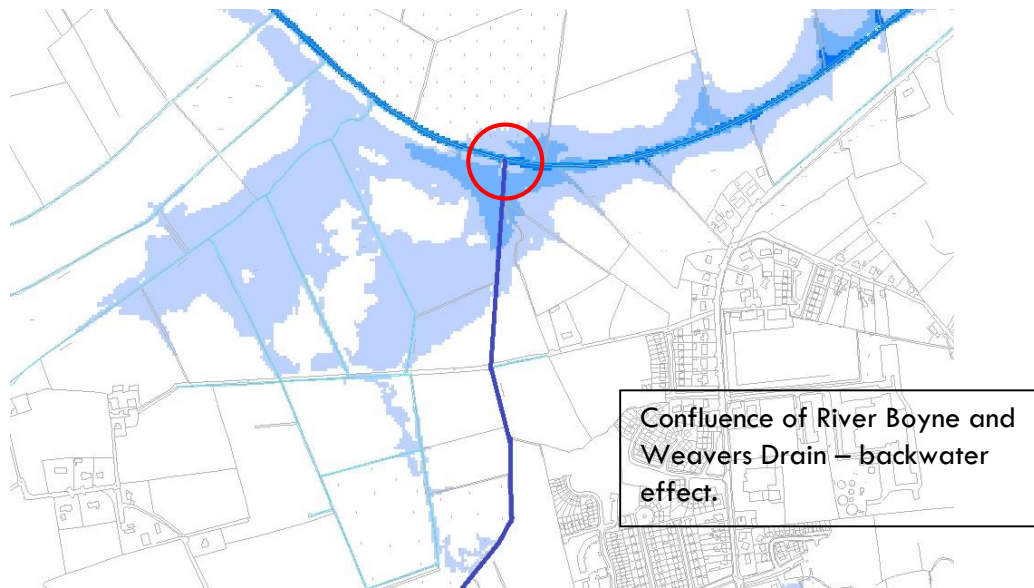 Confluence of River Boyne and
Weavers Drain – backwater
effect.